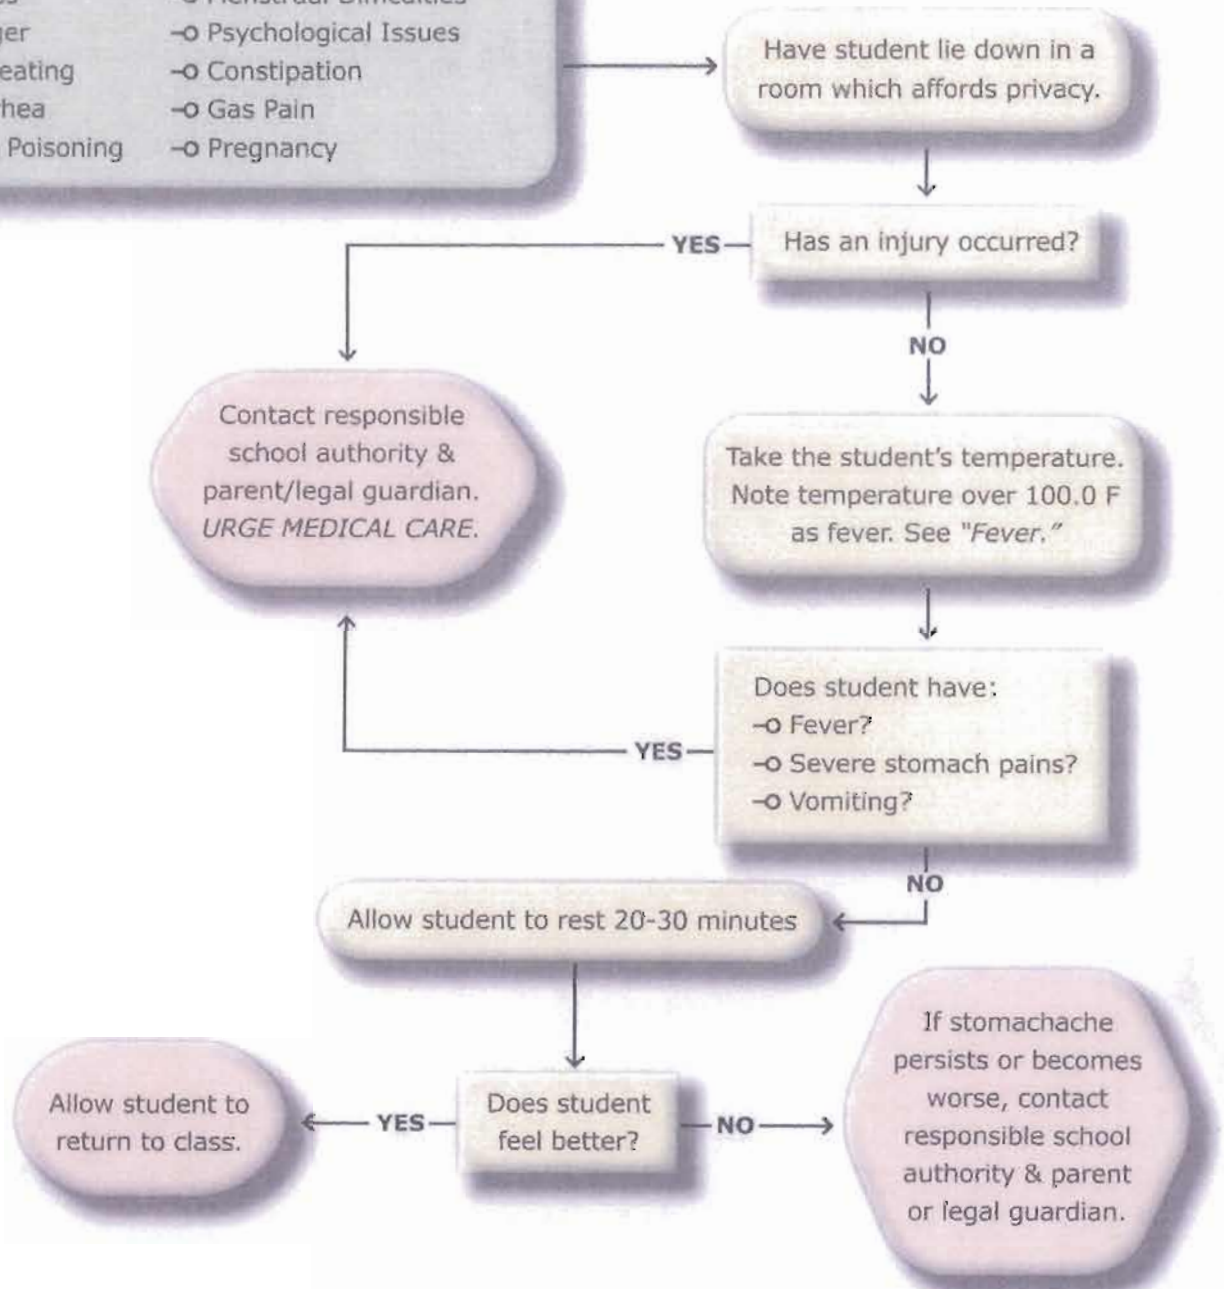 ger
eating
hea
Poisoning
-o Psychological Issues
-o Constipation
-o Gas Pain
-o Pregnancy
Have student lie down in a
room which affords privacy.
Has an injury occurred?
YES
NO
Contact responsible
school authority &
parent/legal guardian.
URGE MEDICAL CARE.
Take the student's temperature.
Note temperature over 100.0 F
as fever. See "Fever."
Does student have:
-o Fever?
-o Severe stomach pains?
-o Vomiting?
YES
NO
Allow student to rest 20-30 minutes
Does student
feel better?
YES
NO
Allow student to
return to class.
If stomachache
persists or becomes
worse, contact
responsible school
authority & parent
or legal guardian.